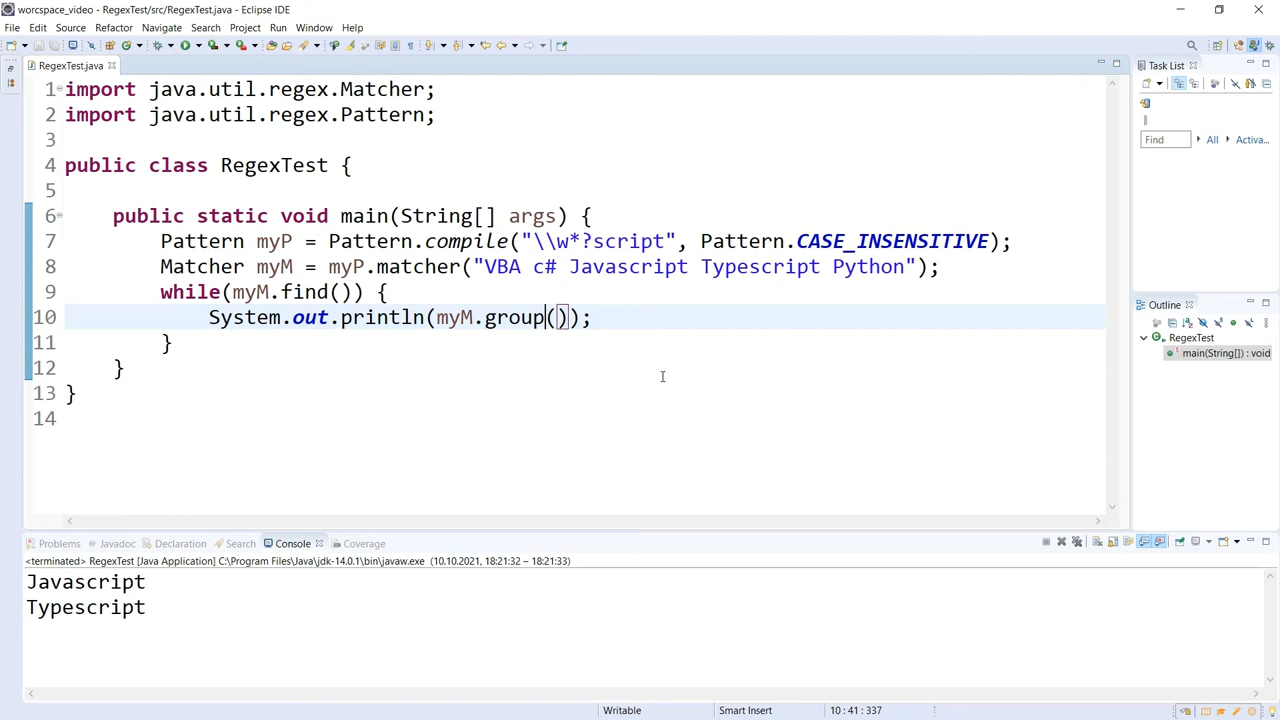 worcspace_video - RegexTest/src/RegexTest.java - Eclipse IDE
File Edit Source Refactor Navigate Search Project Run Window Help
RegexTest.java
Task List
1 import java.util.regex.Matcher;
2 import java.util.regex.Pattern;
3
Find All Activa...
4 public class RegexTest {
5
6 public static void main(String[] args) {
7 Pattern myP = Pattern.compile("\\w*?script", Pattern.CASE_INSENSITIVE);
8 Matcher myM = myP.matcher("VBA c# Javascript Typescript Python");
9 while(myM.find()) {
10 System.out.println(myM.group());
11 }
12 }
13 }
14
Outline
RegexTest
main(String[]) : void
Problems Javadoc Declaration Search Console Coverage
<terminated> RegexTest [Java Application] C:\Program Files\Java\jdk-14.0.1\bin\javaw.exe (10.10.2021, 18:21:32 – 18:21:33)
Javascript
Typescript
Writable Smart Insert 10 : 41 : 337